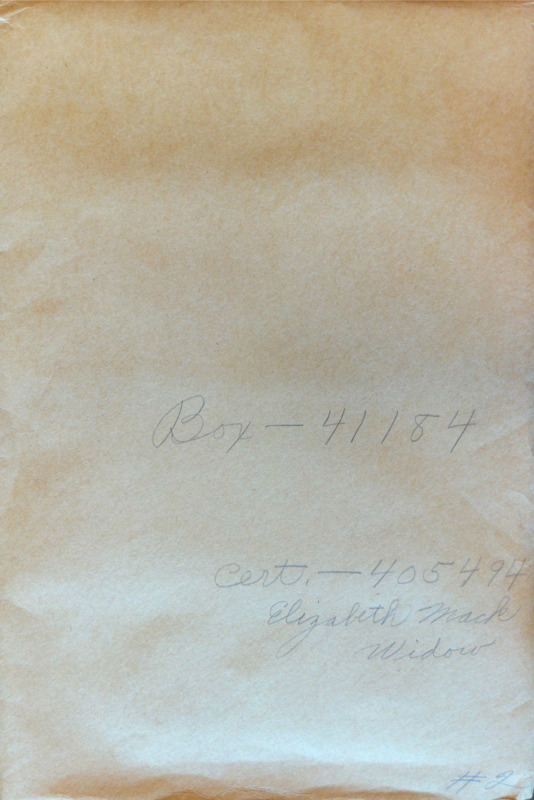 Box - 41184
Cert. - 405494
Elizabeth Mack
Widow
#2